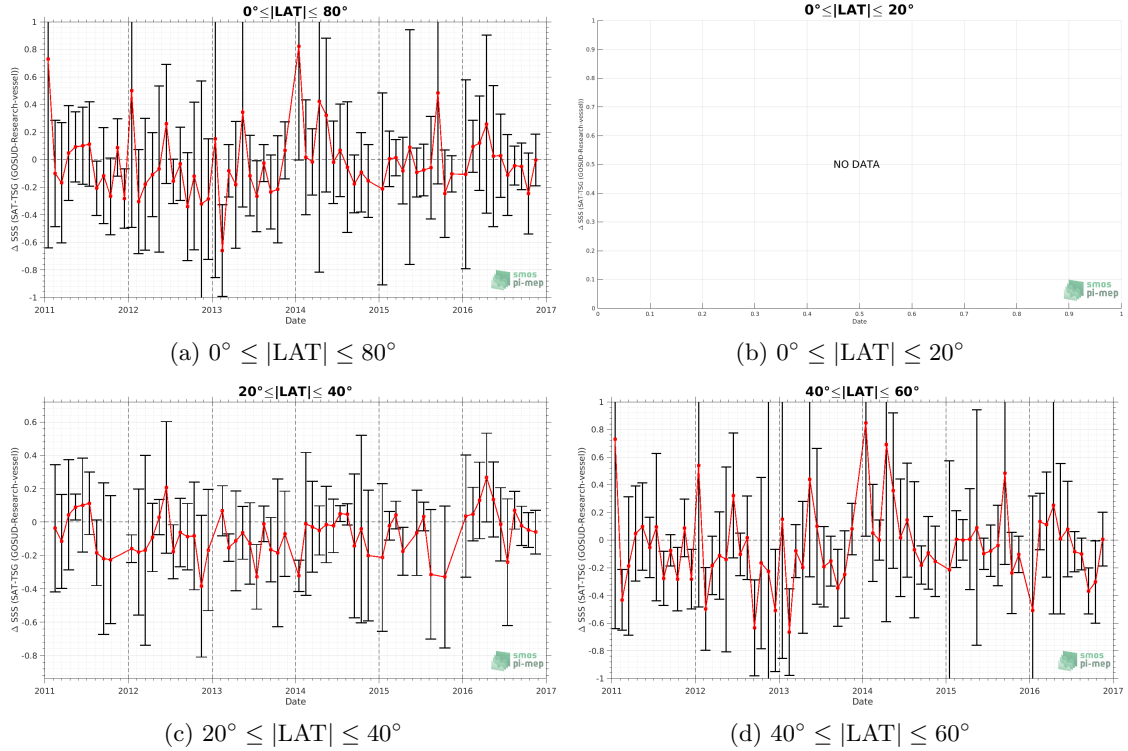 0°≤|LAT|≤ 80°
Δ SSS (SAT-TSG (GOSUD-Research-vessel))
1
0.8
0.6
0.4
0.2
0
-0.2
-0.4
-0.6
-0.8
-1
2011 2012 2013 2014 2015 2016 2017
Date
smos
pi-mep
(a) 0° ≤ |LAT| ≤ 80°
0°≤|LAT|≤ 20°
Δ SSS (SAT-TSG (GOSUD-Research-vessel))
1
0.9
0.8
0.7
0.6
0.5
0.4
0.3
0.2
0.1
0
NO DATA
0 0.1 0.2 0.3 0.4 0.5 0.6 0.7 0.8 0.9 1
Date
smos
pi-mep
(b) 0° ≤ |LAT| ≤ 20°
20°≤|LAT|≤ 40°
Δ SSS (SAT-TSG (GOSUD-Research-vessel))
0.6
0.4
0.2
0
-0.2
-0.4
-0.6
-0.8
2011 2012 2013 2014 2015 2016 2017
Date
smos
pi-mep
(c) 20° ≤ |LAT| ≤ 40°
40°≤|LAT|≤ 60°
Δ SSS (SAT-TSG (GOSUD-Research-vessel))
1
0.8
0.6
0.4
0.2
0
-0.2
-0.4
-0.6
-0.8
-1
2011 2012 2013 2014 2015 2016 2017
Date
smos
pi-mep
(d) 40° ≤ |LAT| ≤ 60°